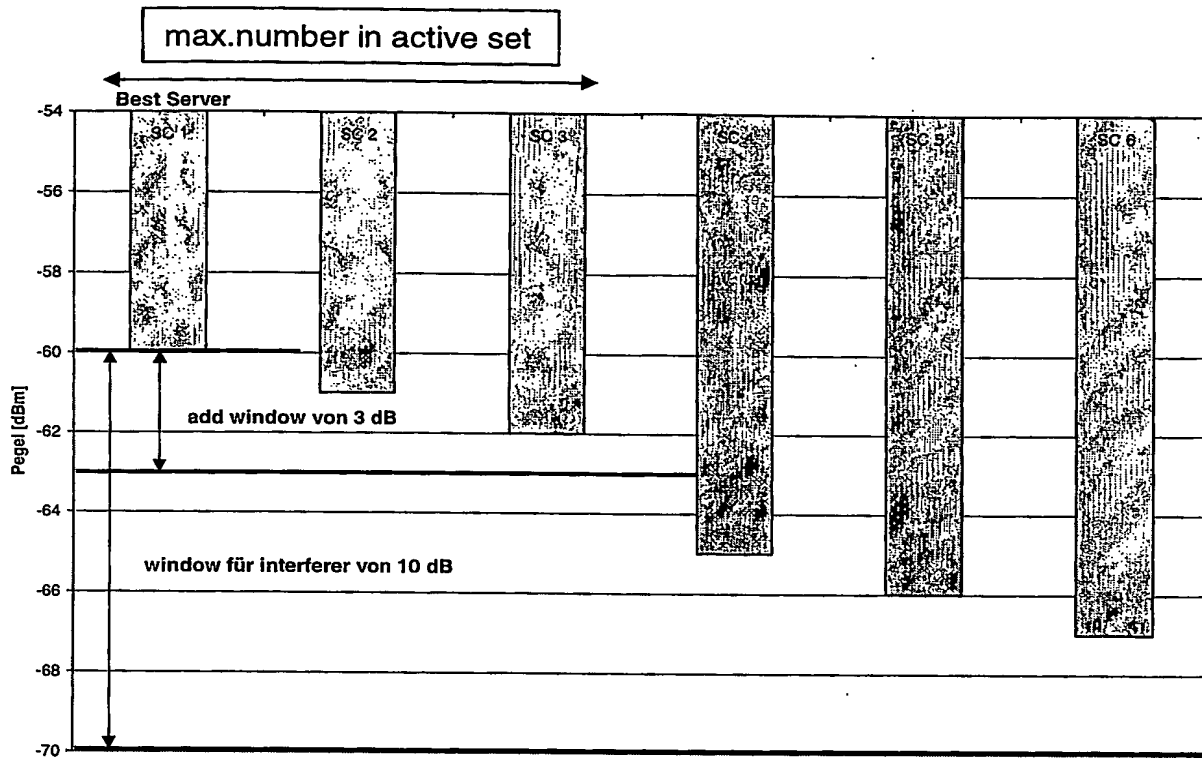 max.number in active set
Best Server
-54
SC 1
SC 2
SC 3
SC
SC 5
SC 6
-56
-58
-60
add window von 3 dB
-62
-64
window für interferer von 10 dB
-66
-68
-70
Pegel [dBm]